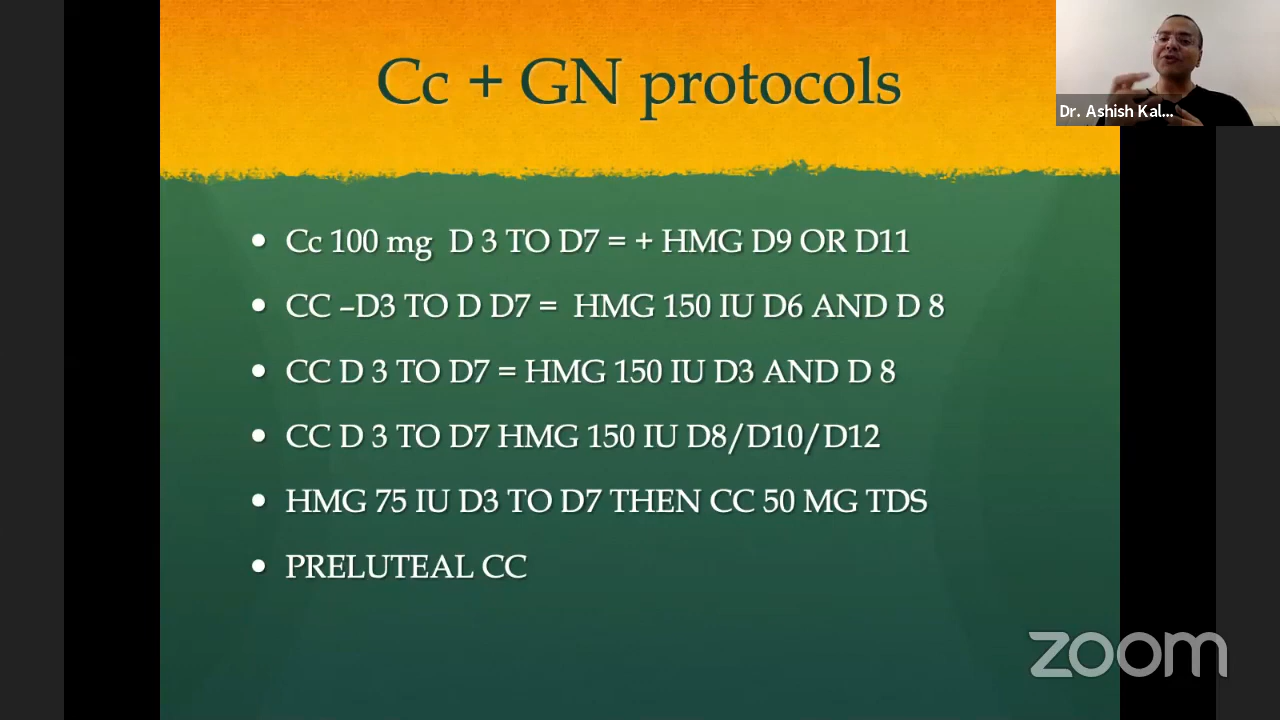 Cc + GN protocols
Dr. Ashish Kal...
• Cc 100 mg D 3 TO D7 = + HMG D9 OR D11
• CC –D3 TO D D7 = HMG 150 IU D6 AND D 8
• CC D 3 TO D7 = HMG 150 IU D3 AND D 8
• CC D 3 TO D7 HMG 150 IU D8/D10/D12
• HMG 75 IU D3 TO D7 THEN CC 50 MG TDS
• PRELUTEAL CC
zoom